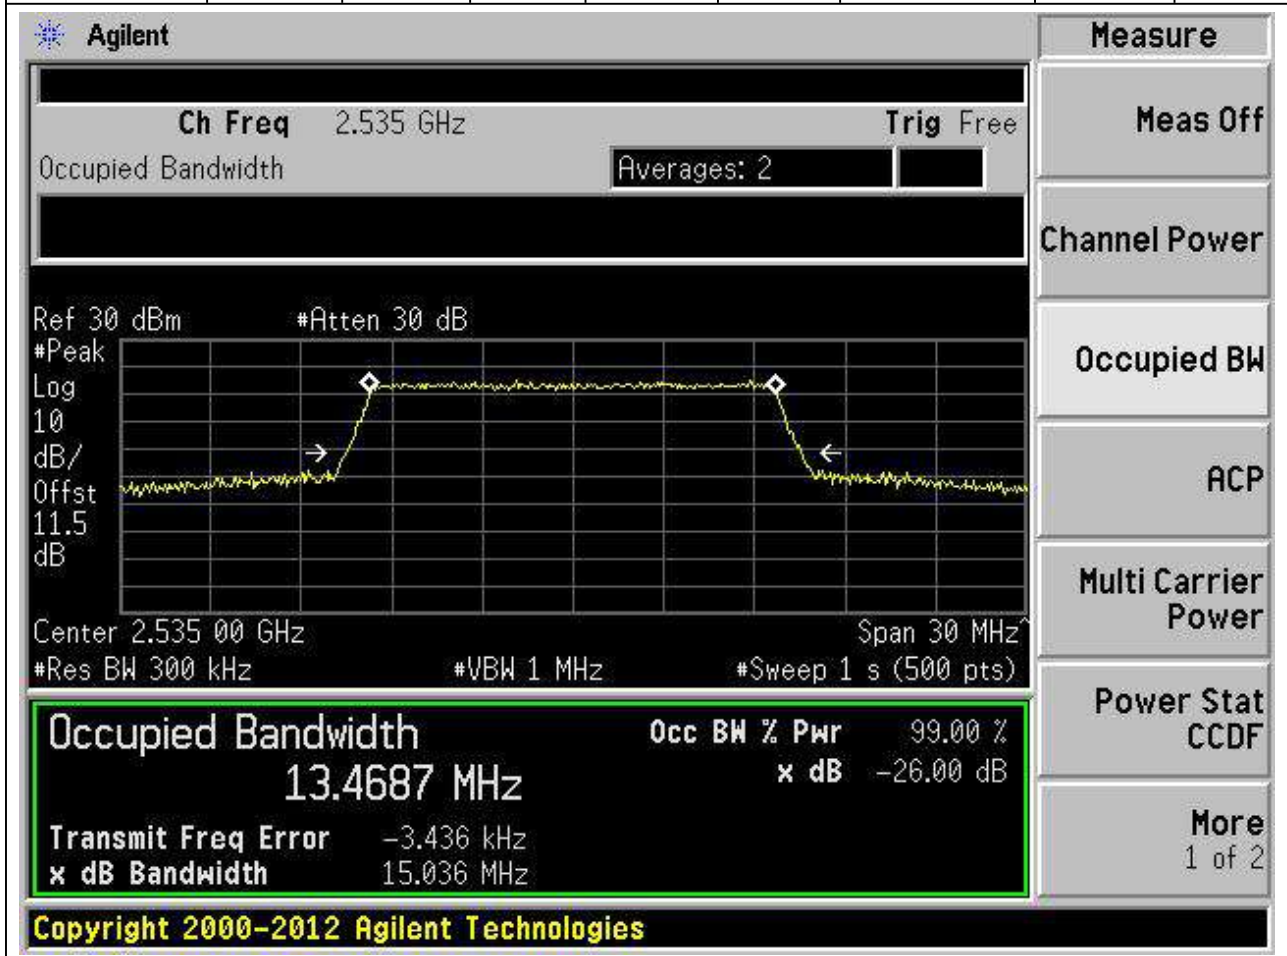 Agilent
Measure
Ch Freq 2.535 GHz
Trig Free
Meas Off
Occupied Bandwidth
Averages: 2
Channel Power
Ref 30 dBm #Atten 30 dB
#Peak
Log
10
dB/
Offst
11.5
dB
Occupied BW
ACP
Center 2.535 00 GHz
Span 30 MHz^
#Res BW 300 kHz
#VBW 1 MHz
#Sweep 1 s (500 pts)
Multi Carrier
Power
Occupied Bandwidth
13.4687 MHz
Occ BW % Pwr 99.00 %
x dB -26.00 dB
Transmit Freq Error -3.436 kHz
x dB Bandwidth 15.036 MHz
Power Stat
CCDF
More
1 of 2
Copyright 2000-2012 Agilent Technologies